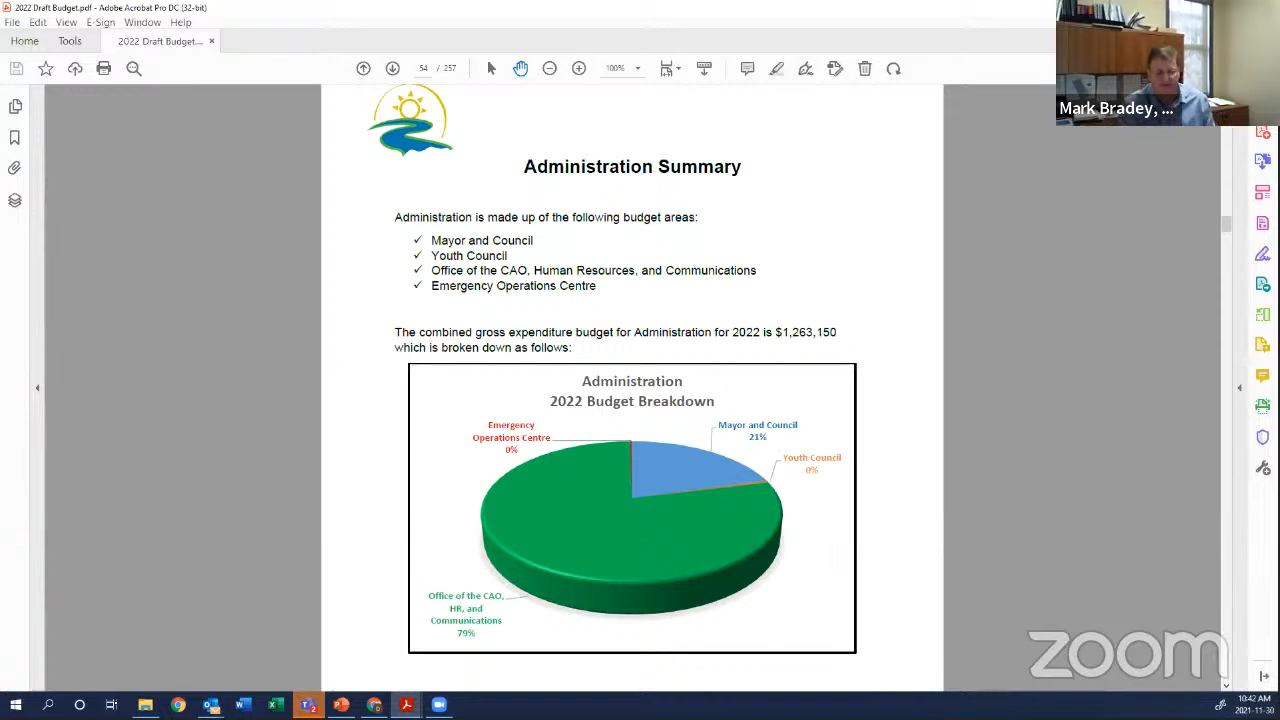 2022 Draft Budget.pdf - Adobe Acrobat Pro DC (32-bit)
File Edit View E-Sign Window Help
Home Tools 2022 Draft Budget... ×
54 / 257 100%
Mark Bradey, ...
Administration Summary
Administration is made up of the following budget areas:
✓ Mayor and Council
✓ Youth Council
✓ Office of the CAO, Human Resources, and Communications
✓ Emergency Operations Centre
The combined gross expenditure budget for Administration for 2022 is $1,263,150
which is broken down as follows:
Administration
2022 Budget Breakdown
Emergency
Operations Centre
0%
Mayor and Council
21%
Youth Council
0%
Office of the CAO,
HR, and
Communications
79%
zoom
10:42 AM
2021-11-30